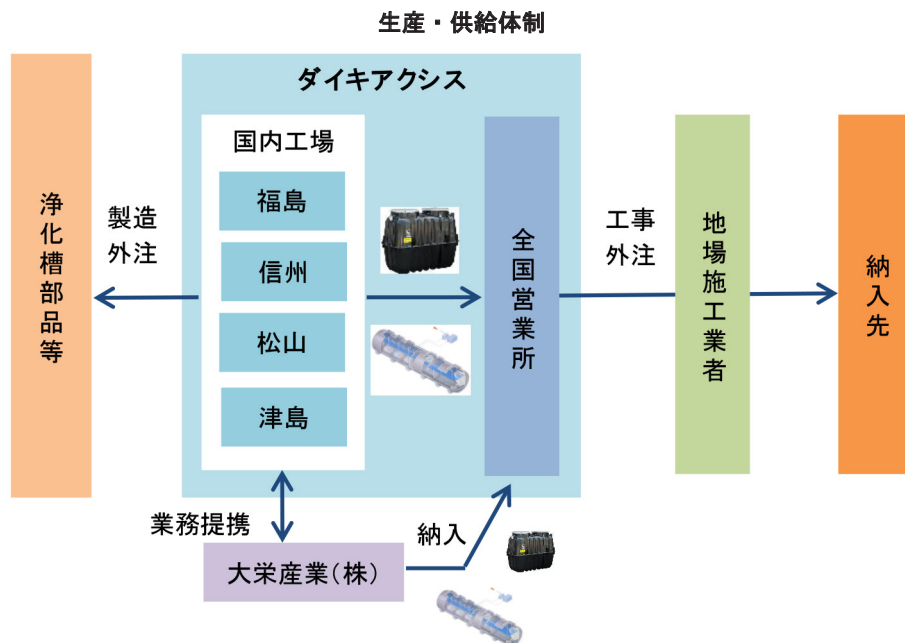 生産・供給体制
ダイキアクシス
浄化槽部品等
製造
外注
国内工場
福島
信州
松山
津島
全国営業所
工事
外注
地場施工業者
納入先
業務提携
納入
大栄産業(株)